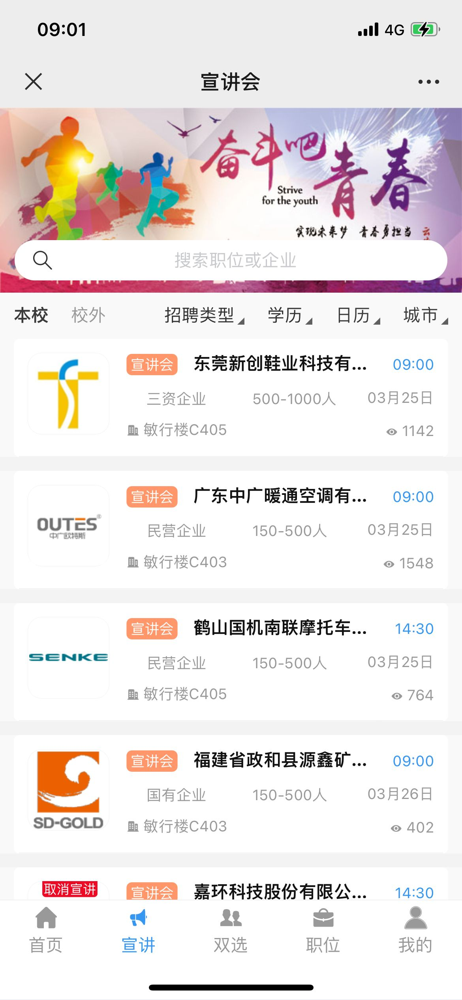 09:01
4G
宣讲会
奋斗吧
青春
Strive
for the youth
实现未来梦 青春勇担当
搜索职位或企业
本校 校外 招聘类型 学历 日历 城市
宣讲会 东莞新创鞋业科技有... 09:00
三资企业 500-1000人 03月25日
敏行楼C405 1142
宣讲会 广东中广暖通空调有... 09:00
OUTES®
中广欧特斯
民营企业 150-500人 03月25日
敏行楼C403 1548
宣讲会 鹤山国机南联摩托车... 14:30
SENKE
民营企业 150-500人 03月25日
敏行楼C405 764
宣讲会 福建省政和县源鑫矿... 09:00
国有企业 150-500人 03月26日
SD-GOLD
敏行楼C403 402
取消宣讲 宣讲会 嘉环科技股份有限公... 14:30
首页 宣讲 双选 职位 我的